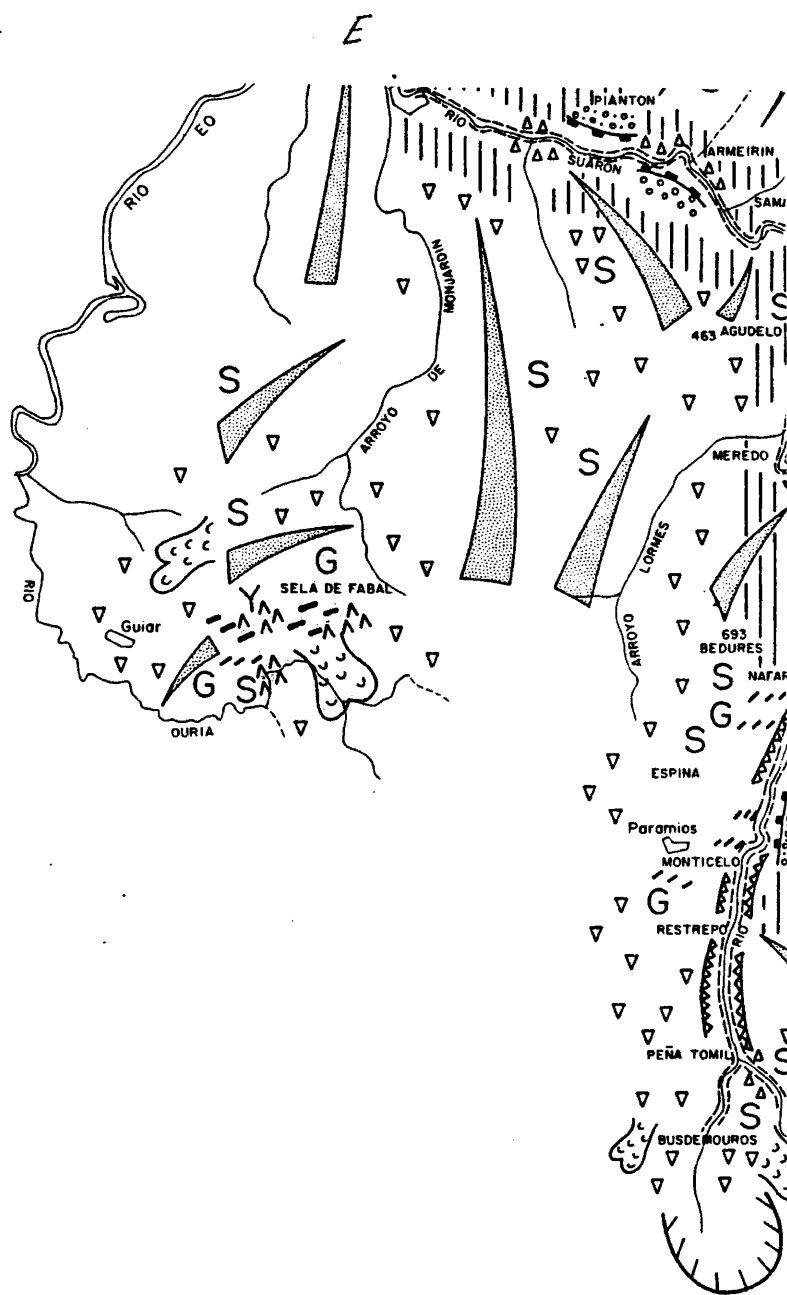 E
PIANTON
RIO
EO
RIO
SUARON
ARMEIRIN
SAMA
MONJARDIN
DE
ARROYO
S
S
463 AGUDELO
S
S
S
MEREDO
S
LORMES
ARROYO
G
SELA DE FABAL
RIO
Guiar
693
BEDURES
G
S
S
NAFAR
G
S
OURIA
ESPINA
Paramios
MONTICELO
G
RESTREPO
RIO
PEÑA TOMIL
S
S
BUSDEMOUROS